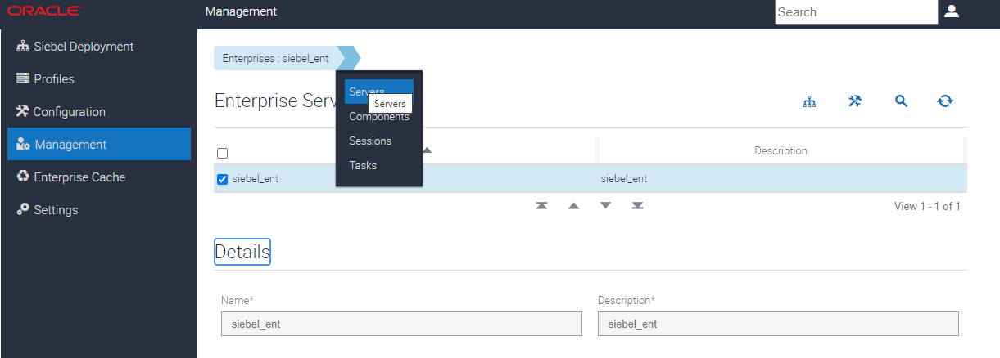 ORACLE
Management
Search
Siebel Deployment
Profiles
Configuration
Management
Enterprise Cache
Settings
Enterprises : siebel_ent
Servers
Servers
Components
Sessions
Tasks
Enterprise Serv
Description
siebel_ent siebel_ent
View 1 - 1 of 1
Details
Name* Description*
siebel_ent siebel_ent